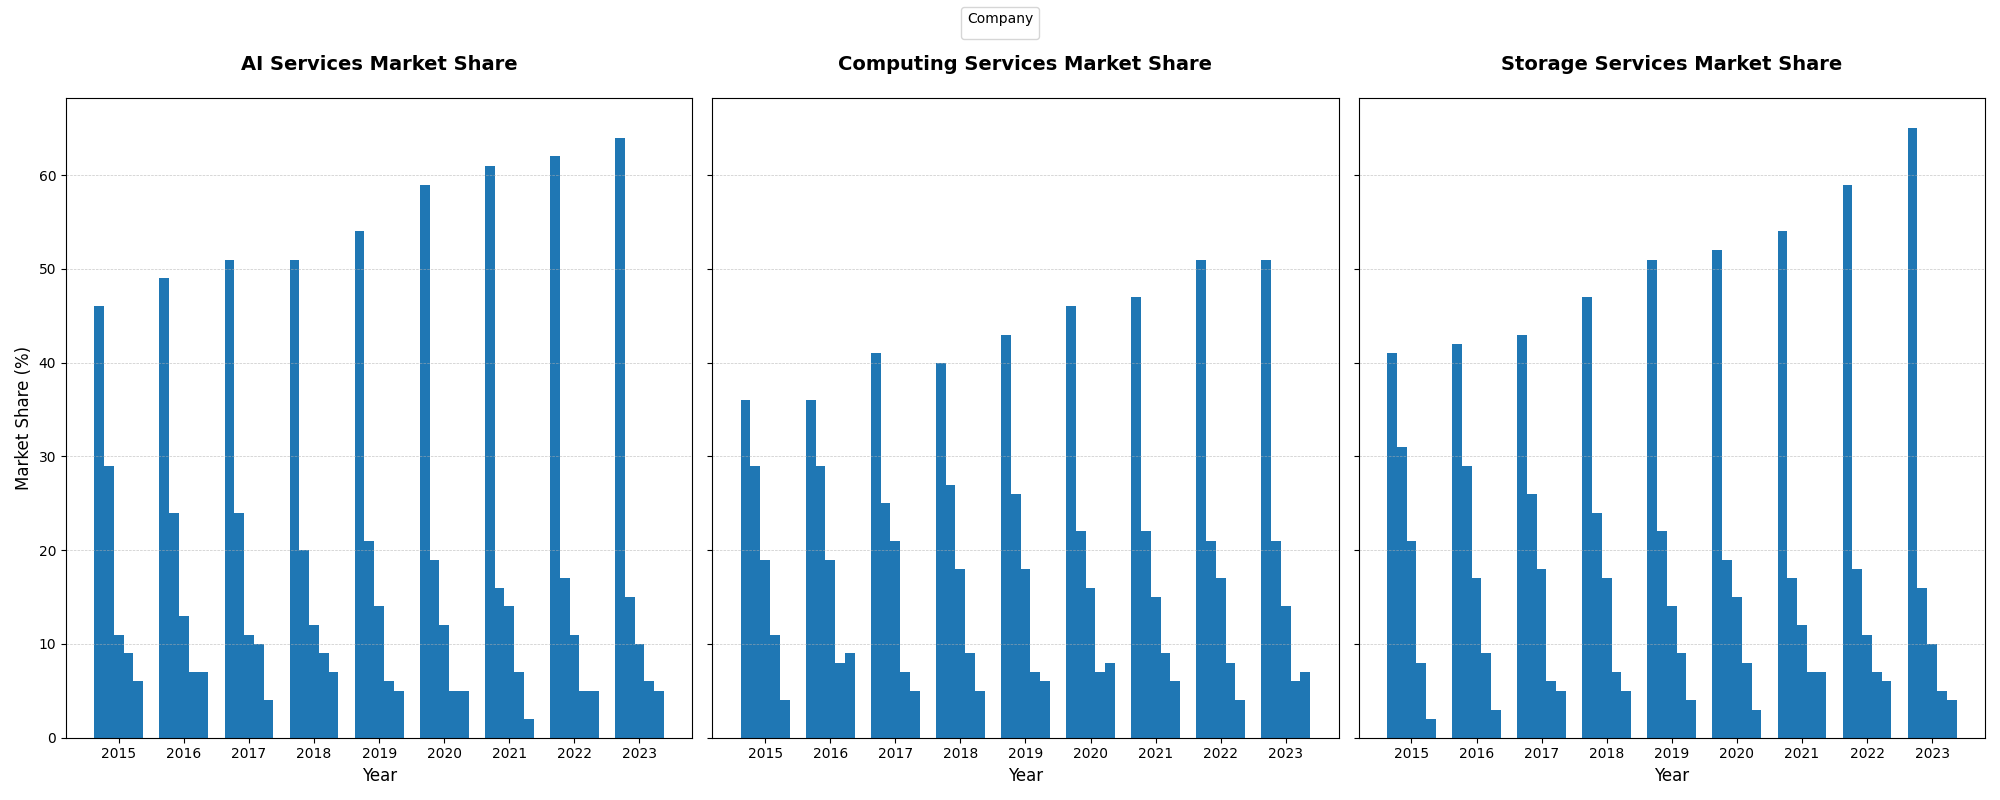 Company
AI Services Market Share
Computing Services Market Share
Storage Services Market Share
Market Share (%)
60
50
40
30
20
10
0
2015 2016 2017 2018 2019 2020 2021 2022 2023
2015 2016 2017 2018 2019 2020 2021 2022 2023
2015 2016 2017 2018 2019 2020 2021 2022 2023
Year
Year
Year